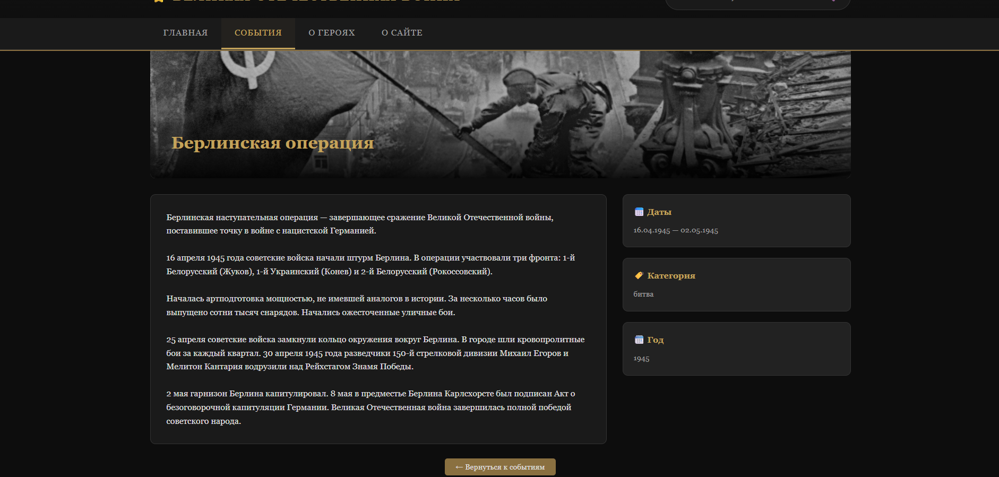 ГЛАВНАЯ
СОБЫТИЯ
О ГЕРОЯХ
О САЙТЕ
Берлинская операция
Берлинская наступательная операция — завершающее сражение Великой Отечественной войны,
поставившее точку в войне с нацистской Германией.
16 апреля 1945 года советские войска начали штурм Берлина. В операции участвовали три фронта: 1-й
Белорусский (Жуков), 1-й Украинский (Конев) и 2-й Белорусский (Рокоссовский).
Началась артподготовка мощностью, не имевшей аналогов в истории. За несколько часов было
выпущено сотни тысяч снарядов. Начались ожесточенные уличные бои.
25 апреля советские войска замкнули кольцо окружения вокруг Берлина. В городе шли кровопролитные
бои за каждый квартал. 30 апреля 1945 года разведчики 150-й стрелковой дивизии Михаил Егоров и
Мелитон Кантария водрузили над Рейхстагом Знамя Победы.
2 мая гарнизон Берлина капитулировал. 8 мая в предместье Берлина Карлсхорсте был подписан Акт о
безоговорочной капитуляции Германии. Великая Отечественная война завершилась полной победой
советского народа.
Даты
16.04.1945 — 02.05.1945
Категория
битва
Год
1945
← Вернуться к событиям